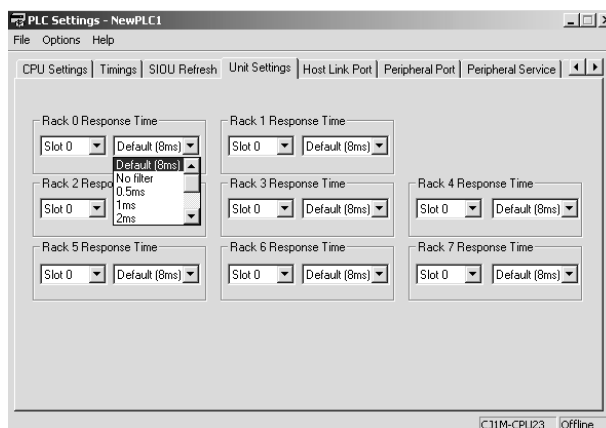 PLC Settings - NewPLC1
File Options Help
CPU Settings Timings SIOU Refresh Unit Settings Host Link Port Peripheral Port Peripheral Service
Rack 0 Response Time Rack 1 Response Time
Slot 0 Default (8ms) Slot 0 Default (8ms)
Default (8ms)
No filter
0.5ms
1ms
2ms
Rack 2 Respo Rack 3 Response Time Rack 4 Response Time
Slot 0 Slot 0 Default (8ms) Slot 0 Default (8ms)
Rack 5 Response Time Rack 6 Response Time Rack 7 Response Time
Slot 0 Default (8ms) Slot 0 Default (8ms) Slot 0 Default (8ms)
CJ1M-CPU23 Offline